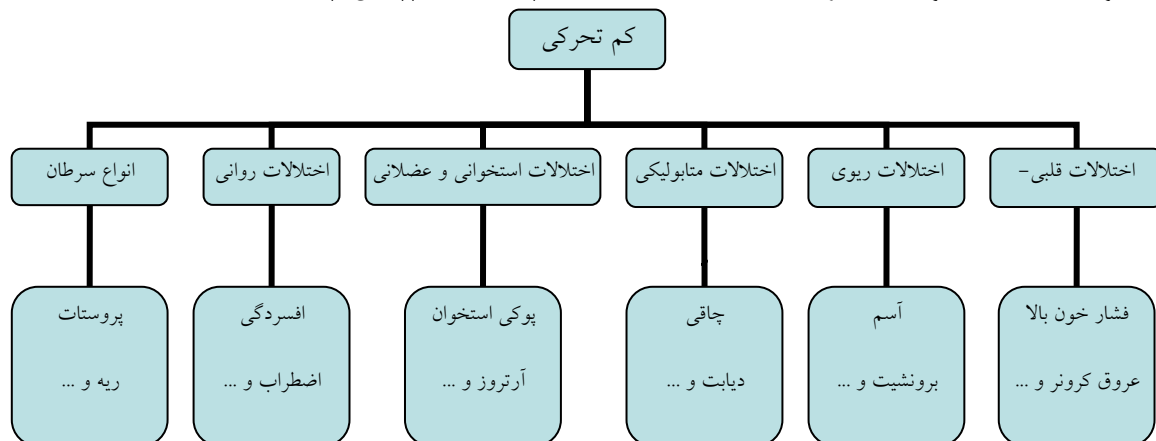 کم تحرکی
اختلالات قلبی-
اختلالات ریوی
اختلالات متابولیکی
اختلالات استخوانی و عضلانی
اختلالات روانی
انواع سرطان
فشار خون بالا
عروق کرونر و ...
آسم
برونشیت و ...
چاقی
دیابت و ...
پوکی استخوان
آرتروز و ...
افسردگی
اضطراب و ...
پروستات
ریه و ...